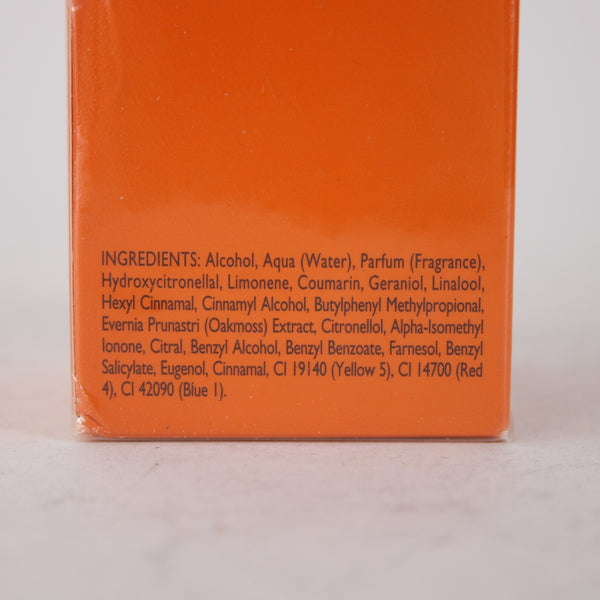 INGREDIENTS: Alcohol, Aqua (Water), Parfum (Fragrance),
Hydroxycitronellal, Limonene, Coumarin, Geraniol, Linalool,
Hexyl Cinnamal, Cinnamyl Alcohol, Butylphenyl Methylpropional,
Evernia Prunastri (Oakmoss) Extract, Citronellol, Alpha-Isomethyl
Ionone, Citral, Benzyl Alcohol, Benzyl Benzoate, Farnesol, Benzyl
Salicylate, Eugenol, Cinnamal, CI 19140 (Yellow 5), CI 14700 (Red
4), CI 42090 (Blue 1).